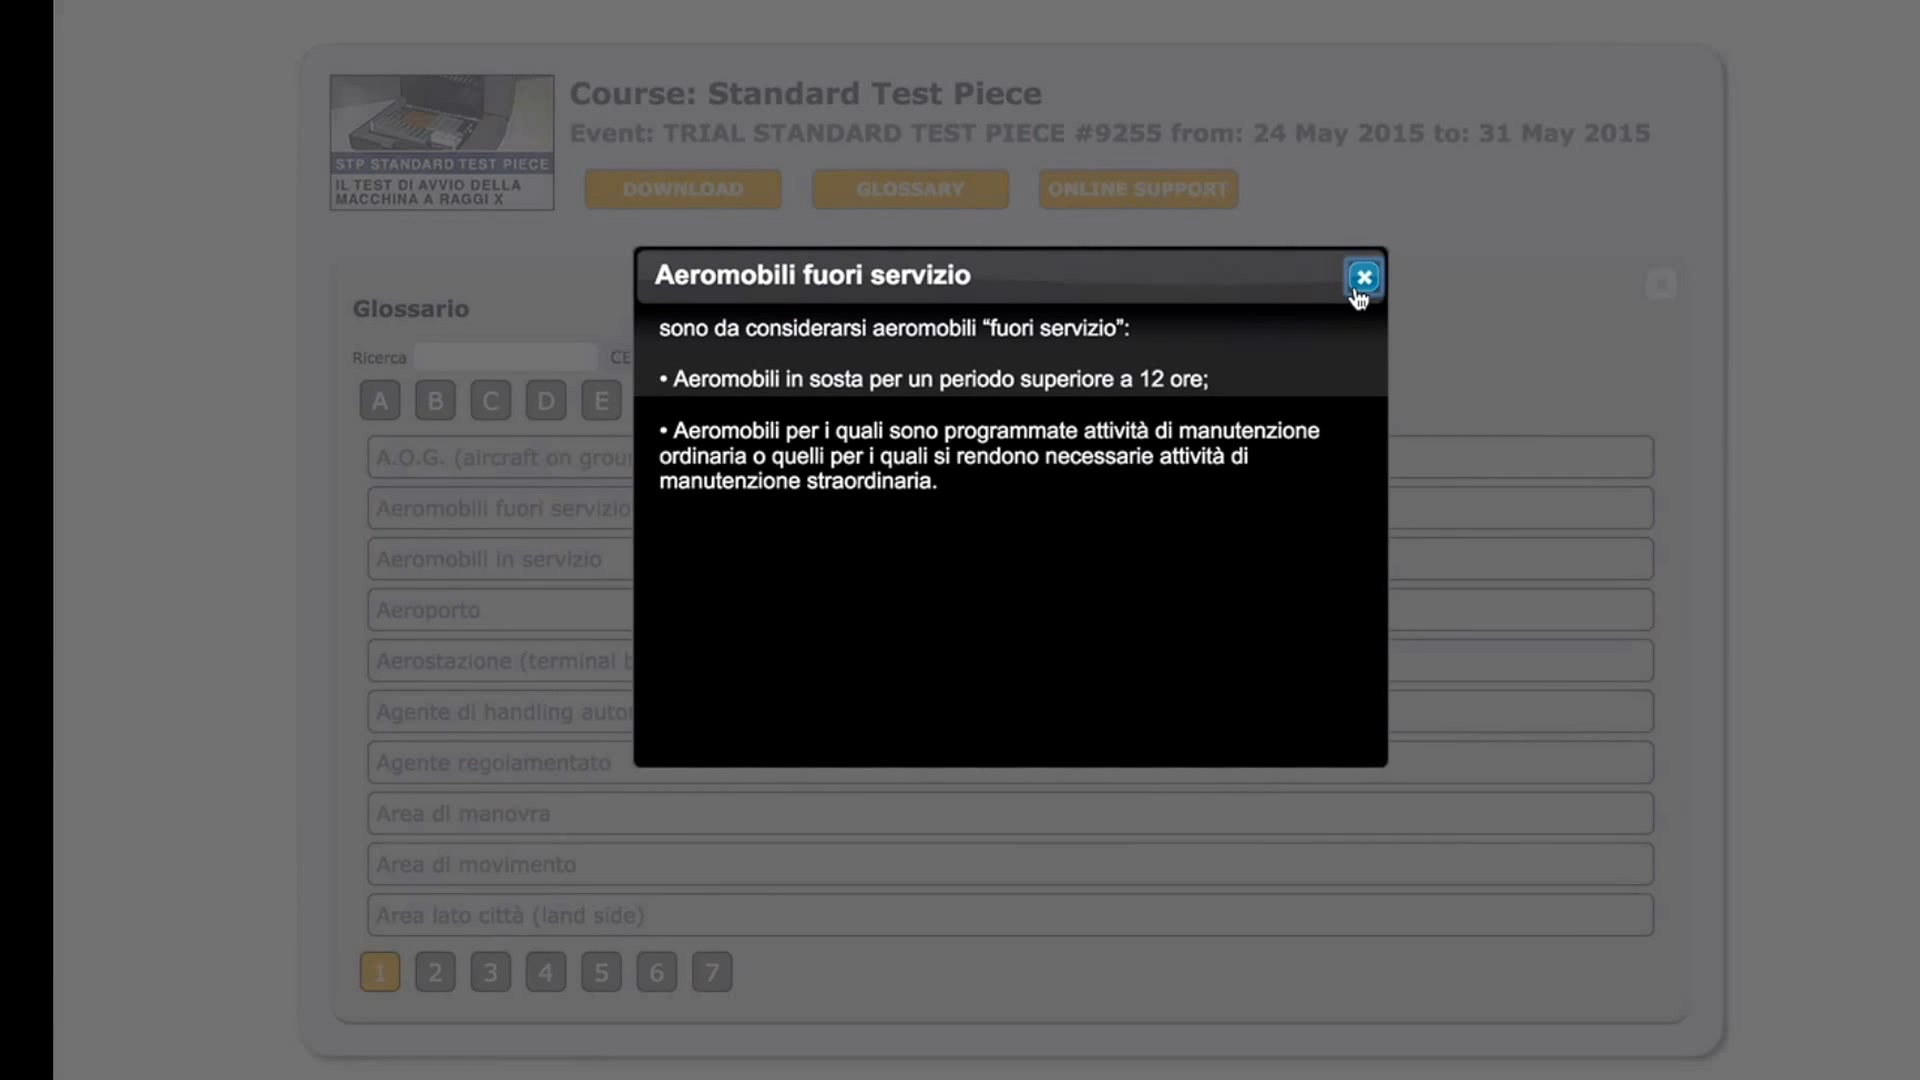 Course: Standard Test Piece
Event: TRIAL STANDARD TEST PIECE #9255 from: 24 May 2015 to: 31 May 2015
STP STANDARD TEST PIECE
IL TEST DI AVVIO DELLA
MACCHINA A RAGGI X
DOWNLOAD
GLOSSARY
ONLINE SUPPORT
Aeromobili fuori servizio
sono da considerarsi aeromobili “fuori servizio”:
• Aeromobili in sosta per un periodo superiore a 12 ore;
• Aeromobili per i quali sono programmate attività di manutenzione
ordinaria o quelli per i quali si rendono necessarie attività di
manutenzione straordinaria.
Glossario
Ricerca
A B C D E
A.O.G. (aircraft on
Aeromobili fuori servizio
Aeromobili in servizio
Aeroporto
Aerostazione (terminal
Agente di handling
Agente regolamentato
Area di manovra
Area di movimento
Area lato città (land side)
1 2 3 4 5 6 7